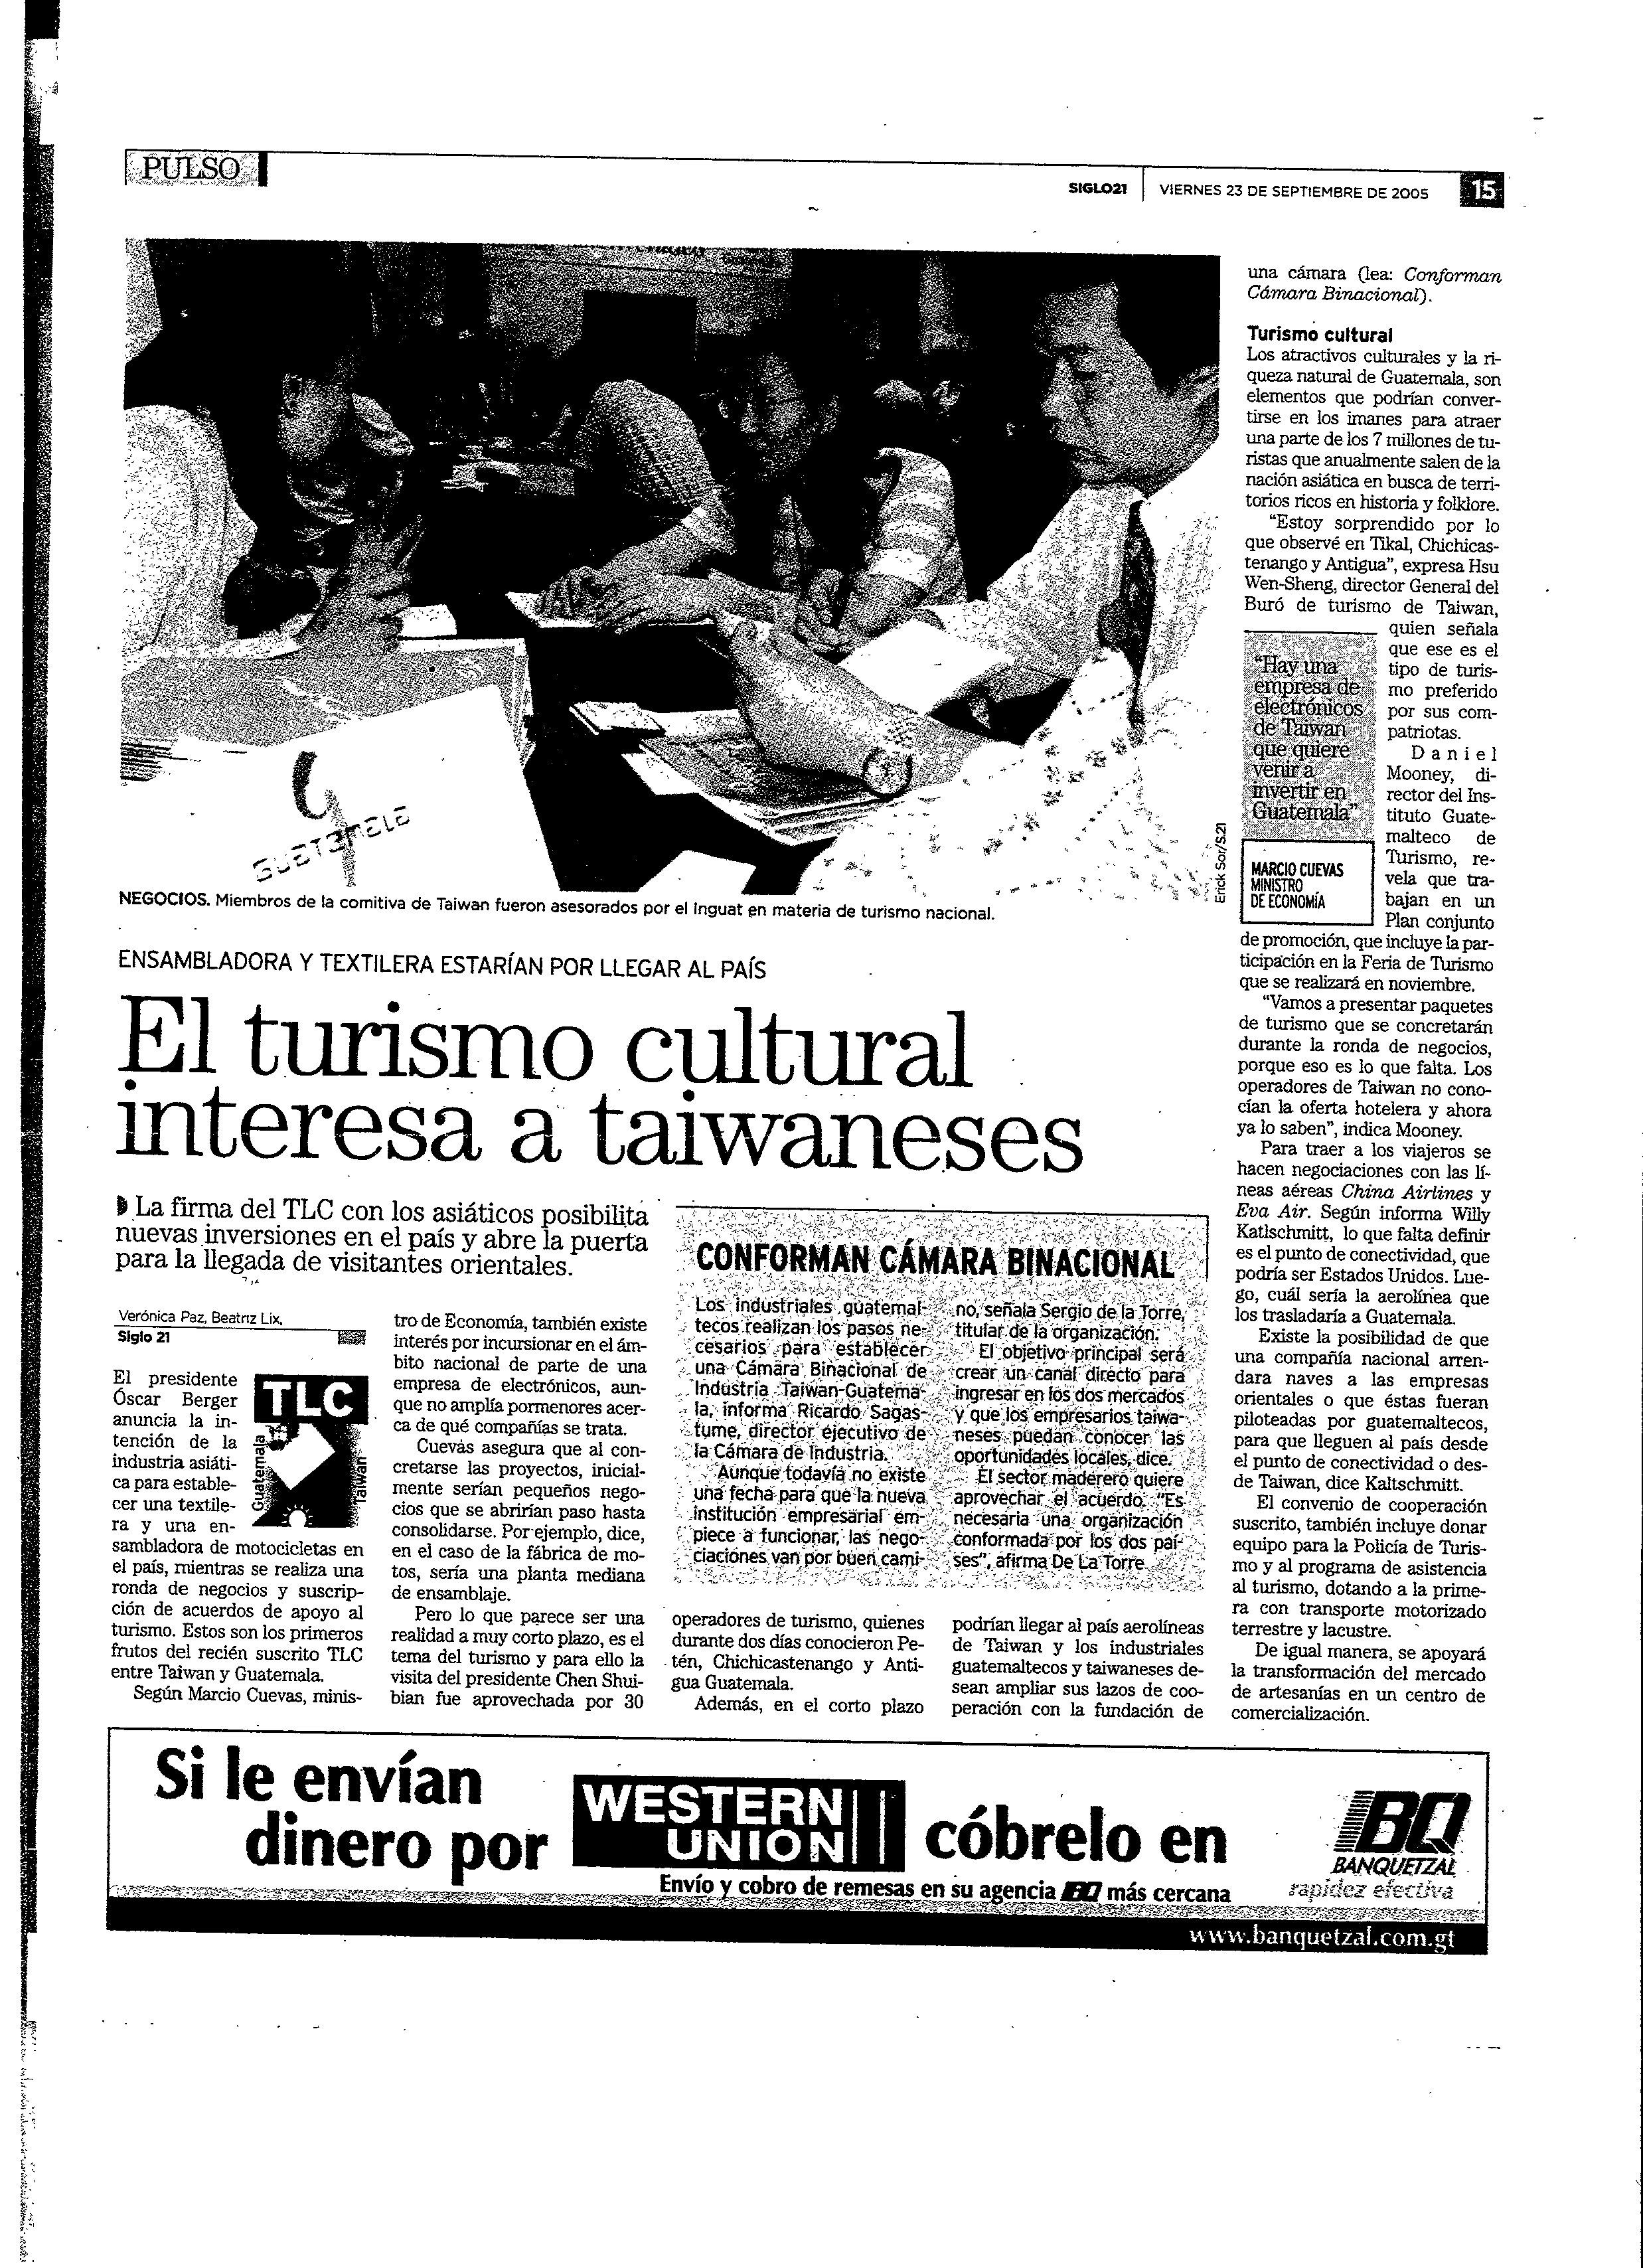 PULSO
SIGLO21
VIERNES 23 DE SEPTIEMBRE DE 2005
15
Guatemala
Erick Sor/S.21
NEGOCIOS. Miembros de la comitiva de Taiwan fueron asesorados por el Inguat en materia de turismo nacional.
ENSAMBLADORA Y TEXTILERA ESTARÍAN POR LLEGAR AL PAÍS
El turismo cultural
interesa a taiwaneses
La firma del TLC con los asiáticos posibilita
nuevas inversiones en el país y abre la puerta
para la llegada de visitantes orientales.
Verónica Paz, Beatriz Lix,
Siglo 21
El presidente
Óscar Berger
anuncia la in-
tención de la
industria asiáti-
ca para estable-
cer una textile-
ra y una en-
sambladora de motocicletas en
el país, mientras se realiza una
ronda de negocios y suscrip-
ción de acuerdos de apoyo al
turismo. Estos son los primeros
frutos del recién suscrito TLC
entre Taiwan y Guatemala.
Según Marcio Cuevas, minis-
TLC
Guatemala
Taiwan
tro de Economía, también existe
interés por incursionar en el ám-
bito nacional de parte de una
empresa de electrónicos, aun-
que no amplía pormenores acer-
ca de qué compañías se trata.
Cuevas asegura que al con-
cretarse las proyectos, inicial-
mente serían pequeños nego-
cios que se abrirían paso hasta
consolidarse. Por ejemplo, dice,
en el caso de la fábrica de mo-
tos, sería una planta mediana
de ensamblaje.
Pero lo que parece ser una
realidad a muy corto plazo, es el
tema del turismo y para ello la
visita del presidente Chen Shui-
bian fue aprovechada por 30
operadores de turismo, quienes
durante dos días conocieron Pe-
tén, Chichicastenango y Anti-
gua Guatemala.
Además, en el corto plazo
podrían llegar al país aerolíneas
de Taiwan y los industriales
guatemaltecos y taiwaneses de-
sean ampliar sus lazos de coo-
peración con la fundación de
una cámara (lea: Conforman
Cámara Binacional).
Turismo cultural
Los atractivos culturales y la ri-
queza natural de Guatemala, son
elementos que podrían conver-
tirse en los imanes para atraer
una parte de los 7 millones de tu-
ristas que anualmente salen de la
nación asiática en busca de terri-
torios ricos en historia y folklore.
"Estoy sorprendido por lo
que observé en Tikal, Chichicas-
tenango y Antigua", expresa Hsu
Wen-Sheng, director General del
Buró de turismo de Taiwan,
quien señala
que ese es el
tipo de turis-
mo preferido
por sus com-
patriotas.
Daniel
Mooney, di-
rector del Ins-
tituto Guate-
malteco de
Turismo, re-
vela que tra-
bajan en un
Plan conjunto
de promoción, que incluye la par-
ticipación en la Feria de Turismo
que se realizará en noviembre.
"Vamos a presentar paquetes
de turismo que se concretarán
durante la ronda de negocios,
porque eso es lo que falta. Los
operadores de Taiwan no cono-
cían la oferta hotelera y ahora
ya lo saben", indica Mooney.
Para traer a los viajeros se
hacen negociaciones con las lí-
neas aéreas China Airlines y
Eva Air. Según informa Willy
Katlschmitt, lo que falta definir
es el punto de conectividad, que
podría ser Estados Unidos. Lue-
go, cuál sería la aerolínea que
los trasladaría a Guatemala.
Existe la posibilidad de que
una compañía nacional arren-
dara naves a las empresas
orientales o que éstas fueran
piloteadas por guatemaltecos,
para que lleguen al país desde
el punto de conectividad o des-
de Taiwan, dice Kaltschmitt.
El convenio de cooperación
suscrito, también incluye donar
equipo para la Policía de Turis-
mo y al programa de asistencia
al turismo, dotando a la prime-
ra con transporte motorizado
terrestre y lacustre.
De igual manera, se apoyará
la transformación del mercado
de artesanías en un centro de
comercialización.
"Hay una
empresa de
electrónicos
de Taiwan
que quiere
venir a
invertir en
Guatemala"
MARCIO CUEVAS
MINISTRO
DE ECONOMÍA
CONFORMAN CÁMARA BINACIONAL
Los industriales guatemal-
tecos realizan los pasos ne-
cesarios para establecer
una Cámara Binacional de
Industria Taiwan-Guatema-
la, informa Ricardo Sagas-
tume, director ejecutivo de
la Cámara de Industria.
Aunque todavía no existe
una fecha para que la nueva
institución empresarial em-
piece a funcionar, las nego-
ciaciones van por buen cami-
no, señala Sergio de la Torre,
titular de la organización.
El objetivo principal será
crear un canal directo para
ingresar en los dos mercados
y que los empresarios taiwa-
neses puedan conocer las
oportunidades locales, dice.
El sector maderero quiere
aprovechar el acuerdo. "Es
necesaria una organización
conformada por los dos paí-
ses", afirma De La Torre
Si le envían
dinero por
WESTERN
UNION
cóbrelo en
BQ
BANQUETZAL
rapidez efectiva
Envío y cobro de remesas en su agencia BQ más cercana
www.banquetzal.com.gt